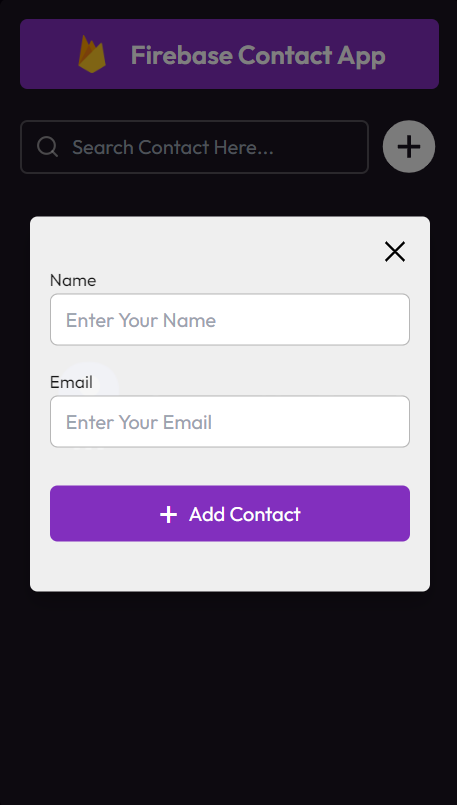 Firebase Contact App
Search Contact Here...
Name
Enter Your Name
Email
Enter Your Email
Add Contact